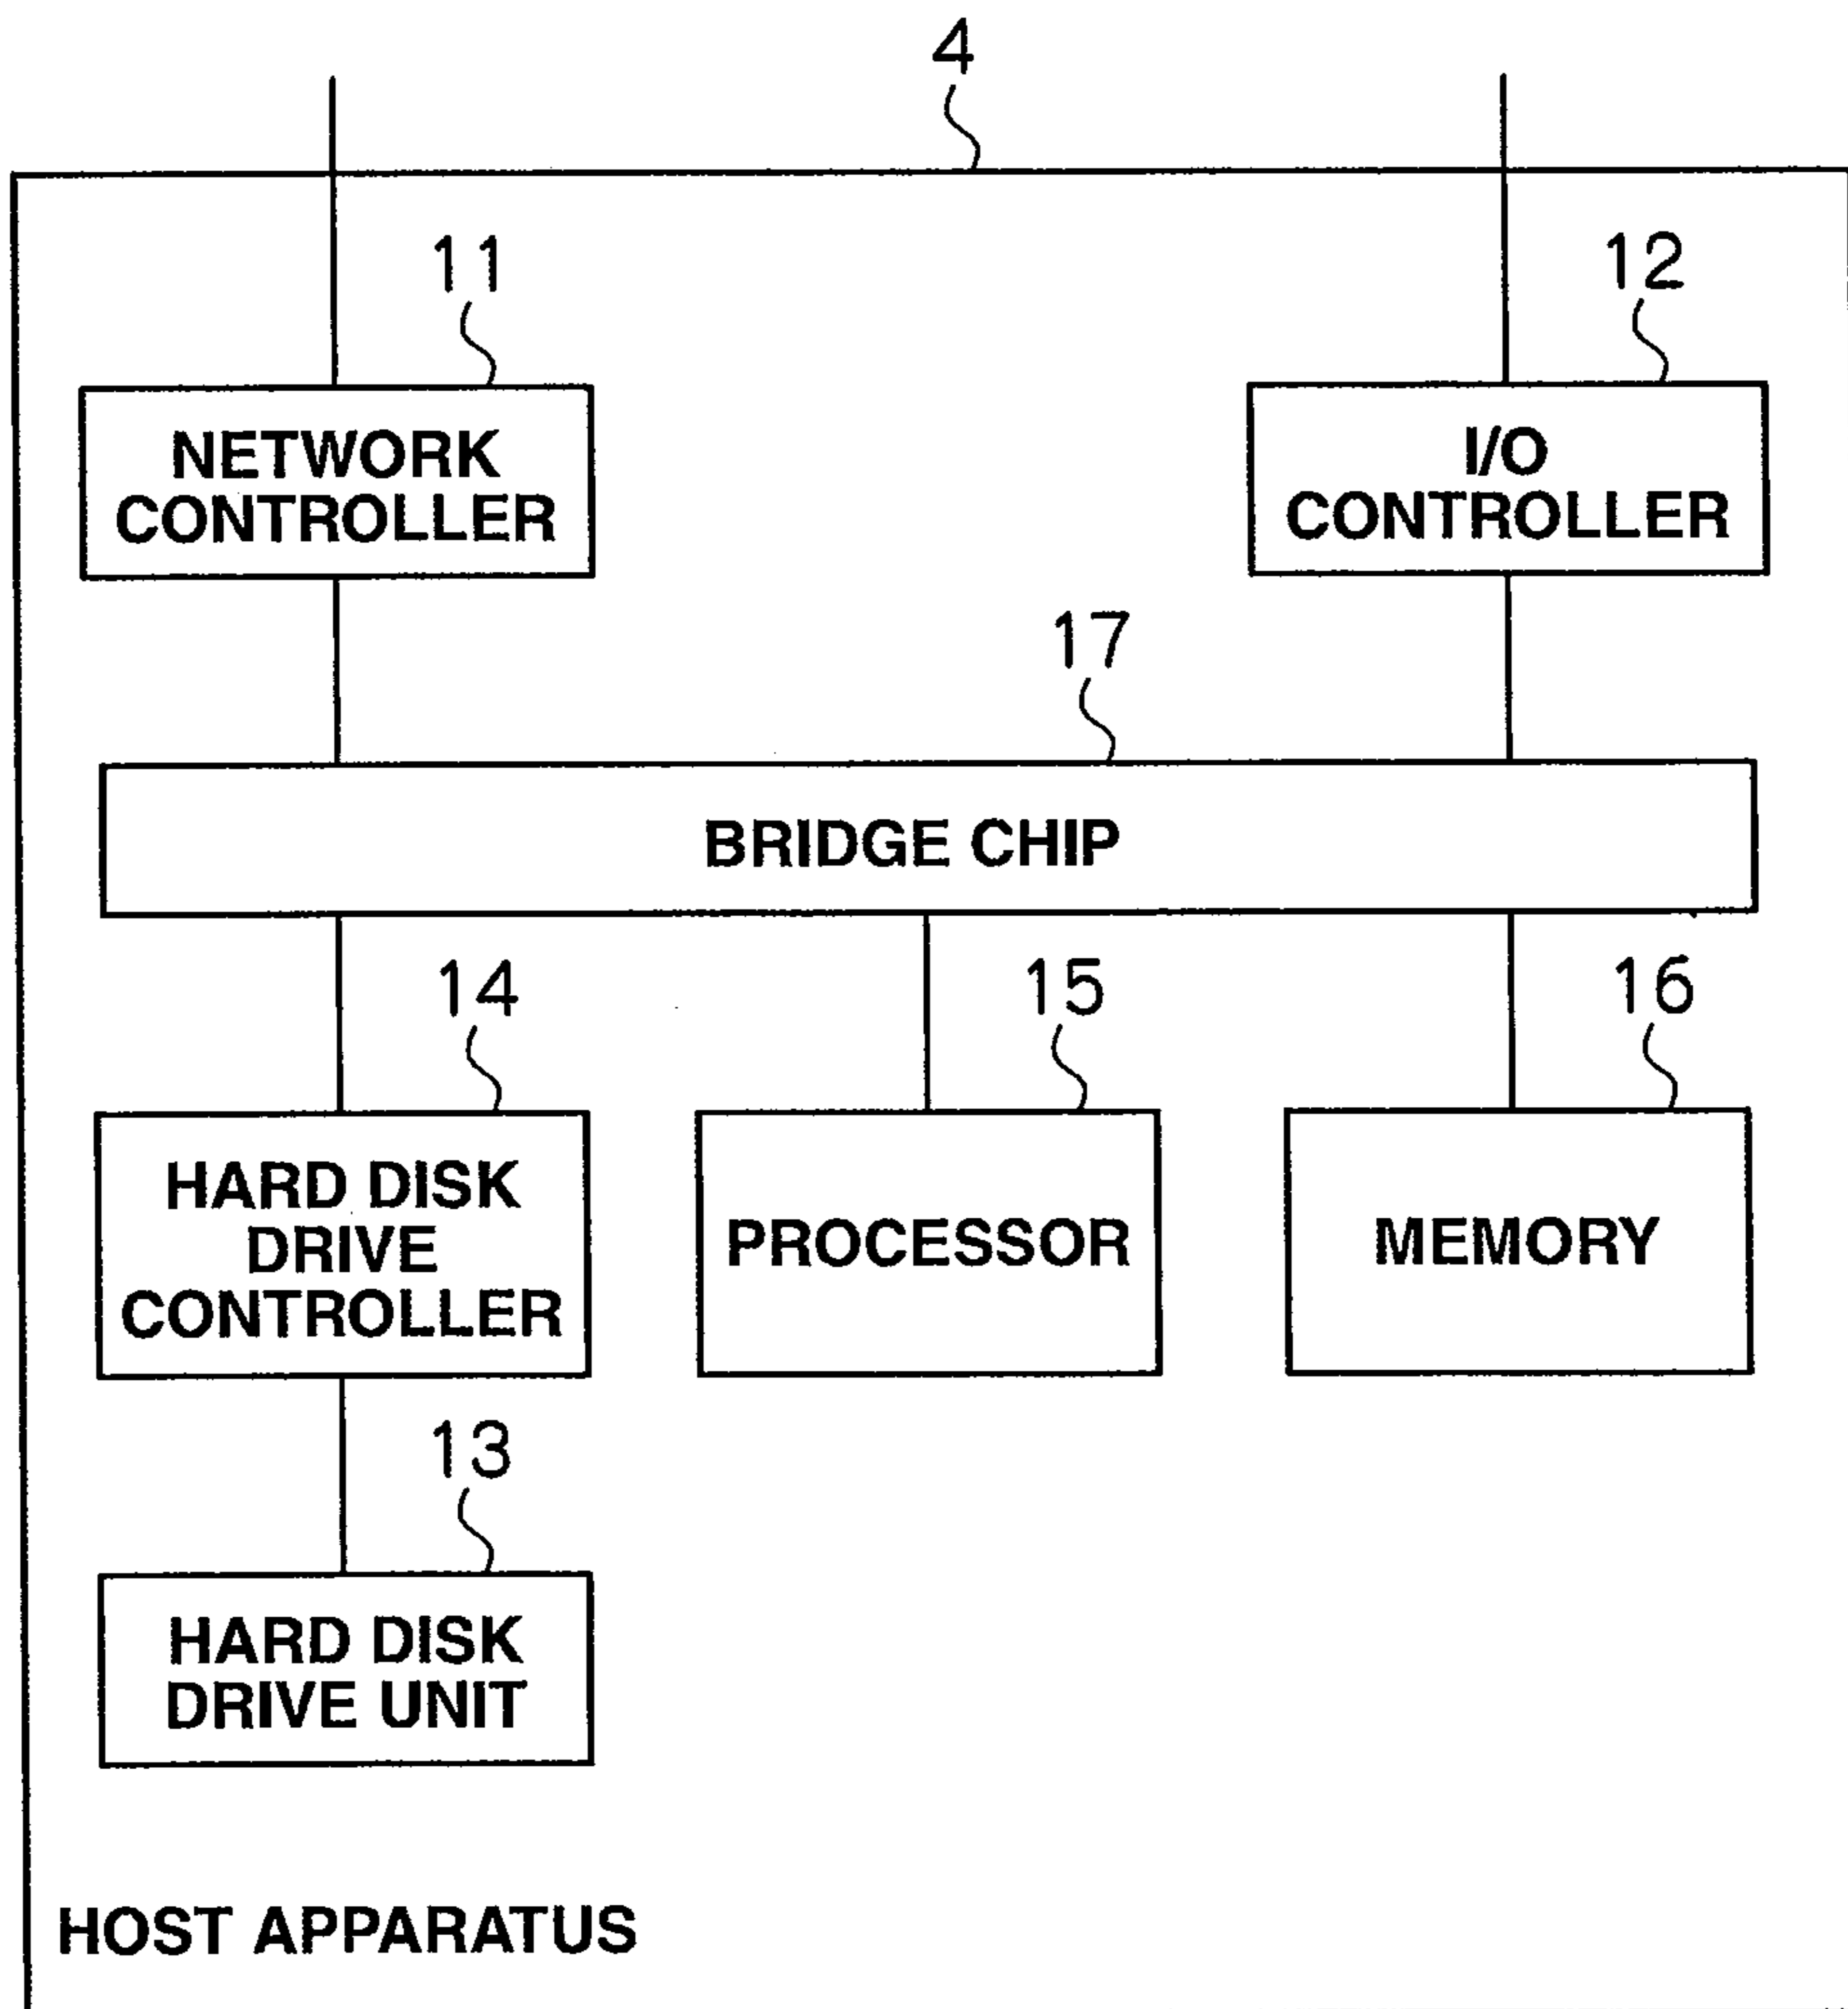 4
11
12
NETWORK
CONTROLLER
I/O
CONTROLLER
17
BRIDGE CHIP
14
15
16
HARD DISK
DRIVE
CONTROLLER
PROCESSOR
MEMORY
13
HARD DISK
DRIVE UNIT
HOST APPARATUS